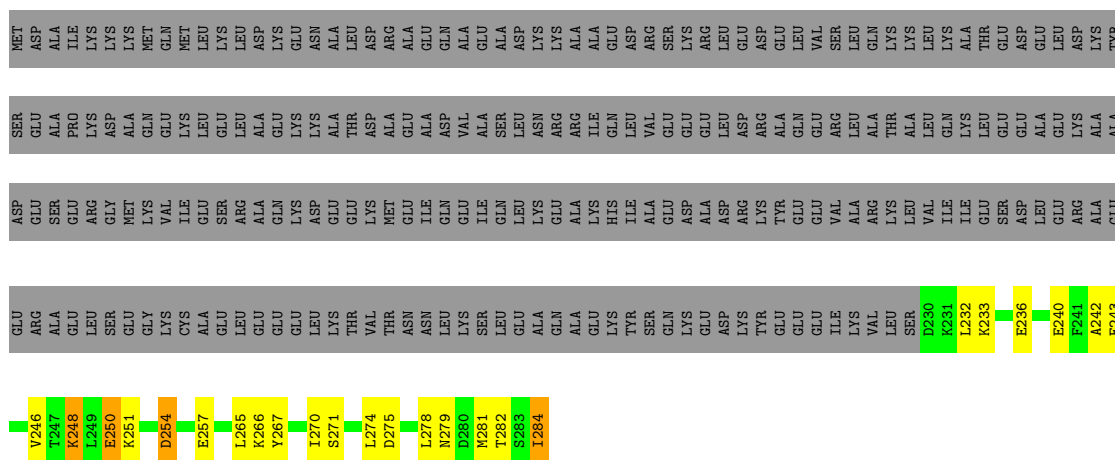 MET ASP ALA ILE LYS LYS LYS MET GLN MET LEU LYS LEU ASP LYS GLU ASN ALA LEU ASP ARG ALA GLU GLN ALA GLU ALA ASP LYS LYS ALA ALA GLU ASP ARG SER LYS ARG LEU GLU ASP GLU LEU VAL SER LEU GLN LYS LYS LEU LYS ALA THR GLU ASP GLU LEU ASP LYS TYR
SER GLU ALA PRO LYS ASP ALA GLN GLU LYS LEU GLU LEU ALA GLU LYS LYS ALA THR ASP ALA GLU ALA ASP VAL ALA SER LEU ASN ARG ARG ILE GLN LEU VAL GLU GLU GLU LEU ASP ARG ALA GLN GLU ARG LEU ALA THR ALA LEU GLN LYS LEU GLU GLU ALA GLU LYS ALA ALA
ASP GLU SER GLU ARG GLY MET LYS VAL ILE GLU SER ARG ALA GLN LYS ASP GLU GLU LYS MET GLU ILE GLN GLU ILE GLN LEU LYS GLU ALA LYS HIS ILE ALA GLU ASP ALA ASP ARG LYS TYR GLU GLU VAL ALA ARG LYS LEU VAL ILE ILE GLU SER ASP LEU GLU ARG ALA GLU
GLU ARG ALA GLU LEU SER GLU GLY LYS CYS ALA GLU LEU GLU GLU GLU LEU LYS THR VAL THR ASN ASN LEU LYS SER LEU GLU ALA GLN ALA GLU LYS TYR SER GLN LYS GLU ASP LYS TYR GLU GLU GLU ILE LYS VAL LEU SER D230 K231 L232 K233 E236 E240 F241 A242 E243
V246 T247 K248 L249 E250 K251 D254 E257 L265 K266 Y267 I270 S271 L274 D275 L278 N279 D280 M281 T282 S283 I284